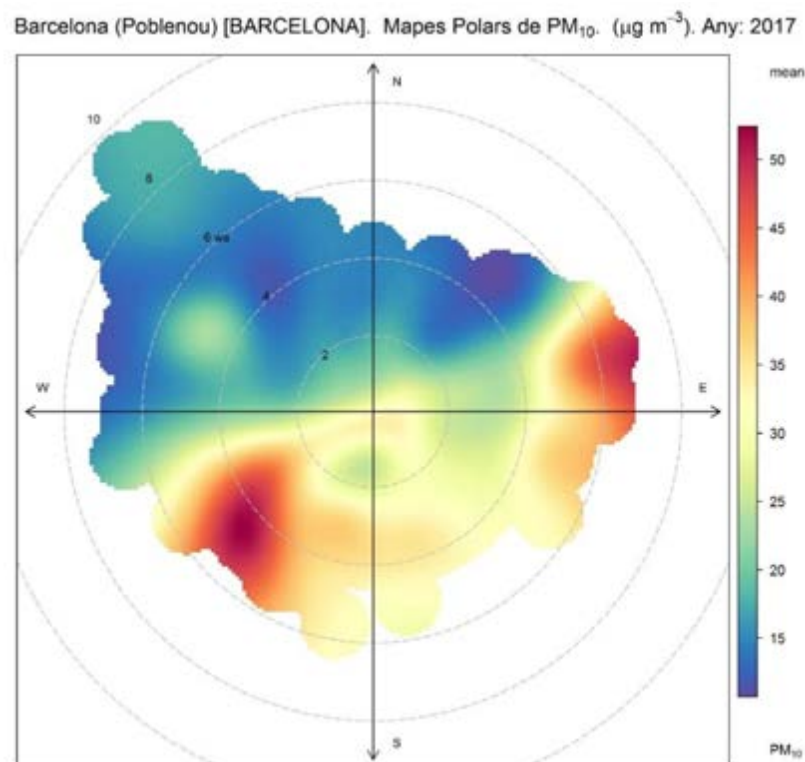 Barcelona (Poblenou) [BARCELONA]. Mapes Polars de PM₁₀. (μg m⁻³). Any: 2017
mean
N
10
50
8
45
6 ws
40
4
35
2
W
E
30
25
20
15
S
PM₁₀